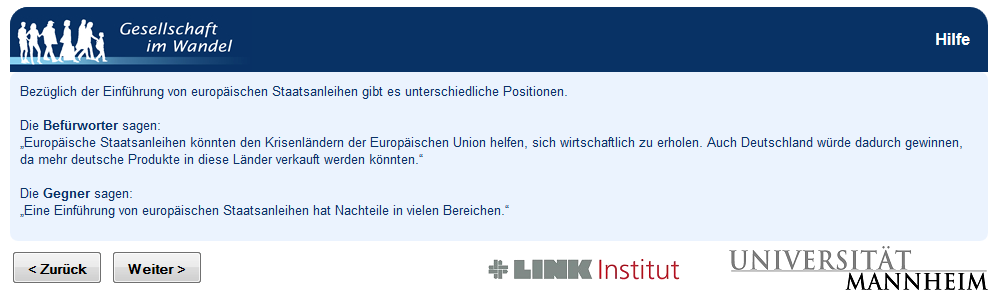 Gesellschaft
im Wandel
Hilfe
Bezüglich der Einführung von europäischen Staatsanleihen gibt es unterschiedliche Positionen.
Die Befürworter sagen:
„Europäische Staatsanleihen könnten den Krisenländern der Europäischen Union helfen, sich wirtschaftlich zu erholen. Auch Deutschland würde dadurch gewinnen,
da mehr deutsche Produkte in diese Länder verkauft werden könnten.“
Die Gegner sagen:
„Eine Einführung von europäischen Staatsanleihen hat Nachteile in vielen Bereichen.“
< Zurück
Weiter >
LINK Institut
UNIVERSITÄT
MANNHEIM